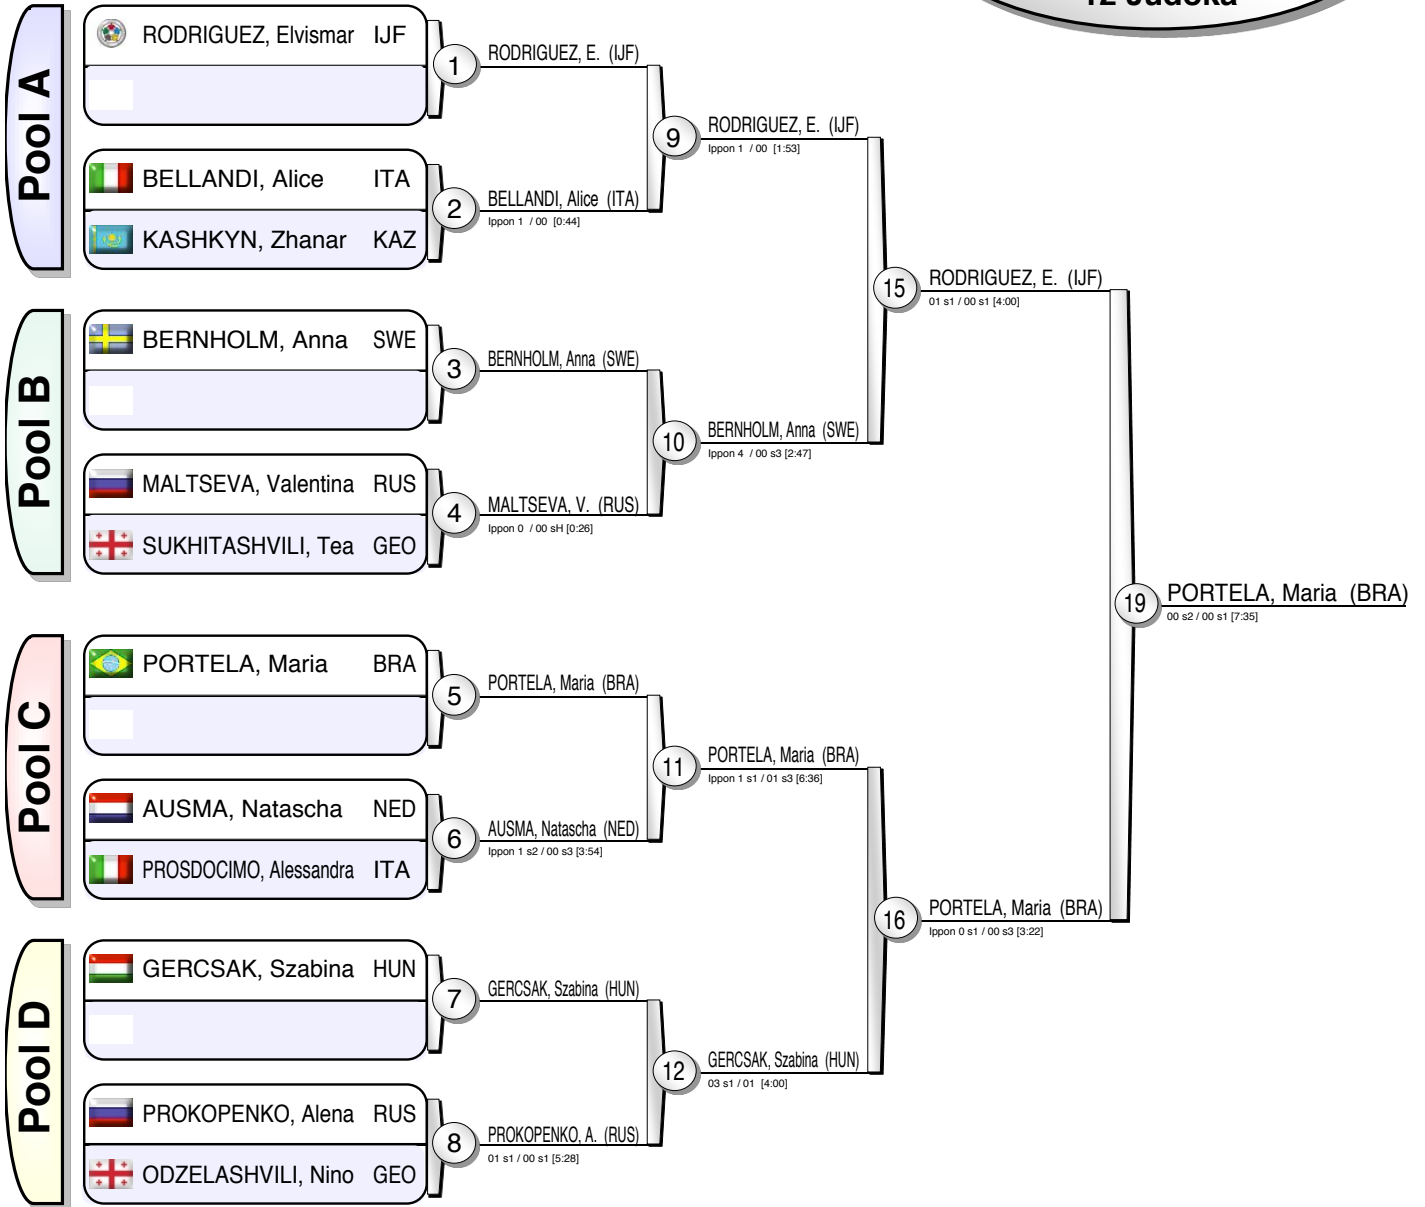 12 Judoka
Pool A
RODRIGUEZ, Elvismar IJF
BELLANDI, Alice ITA
KASHKYN, Zhanar KAZ
Pool B
BERNHOLM, Anna SWE
MALTSEVA, Valentina RUS
SUKHITASHVILI, Tea GEO
Pool C
PORTELA, Maria BRA
AUSMA, Natascha NED
PROSDOCIMO, Alessandra ITA
Pool D
GERCSAK, Szabina HUN
PROKOPENKO, Alena RUS
ODZELASHVILI, Nino GEO
1 RODRIGUEZ, E. (IJF)
2 BELLANDI, Alice (ITA)
Ippon 1 / 00 [0:44]
3 BERNHOLM, Anna (SWE)
4 MALTSEVA, V. (RUS)
Ippon 0 / 00 sH [0:26]
5 PORTELA, Maria (BRA)
6 AUSMA, Natascha (NED)
Ippon 1 s2 / 00 s3 [3:54]
7 GERCSAK, Szabina (HUN)
8 PROKOPENKO, A. (RUS)
01 s1 / 00 s1 [5:28]
9 RODRIGUEZ, E. (IJF)
Ippon 1 / 00 [1:53]
10 BERNHOLM, Anna (SWE)
Ippon 4 / 00 s3 [2:47]
11 PORTELA, Maria (BRA)
Ippon 1 s1 / 01 s3 [6:36]
12 GERCSAK, Szabina (HUN)
03 s1 / 01 [4:00]
15 RODRIGUEZ, E. (IJF)
01 s1 / 00 s1 [4:00]
16 PORTELA, Maria (BRA)
Ippon 0 s1 / 00 s3 [3:22]
19 PORTELA, Maria (BRA)
00 s2 / 00 s1 [7:35]